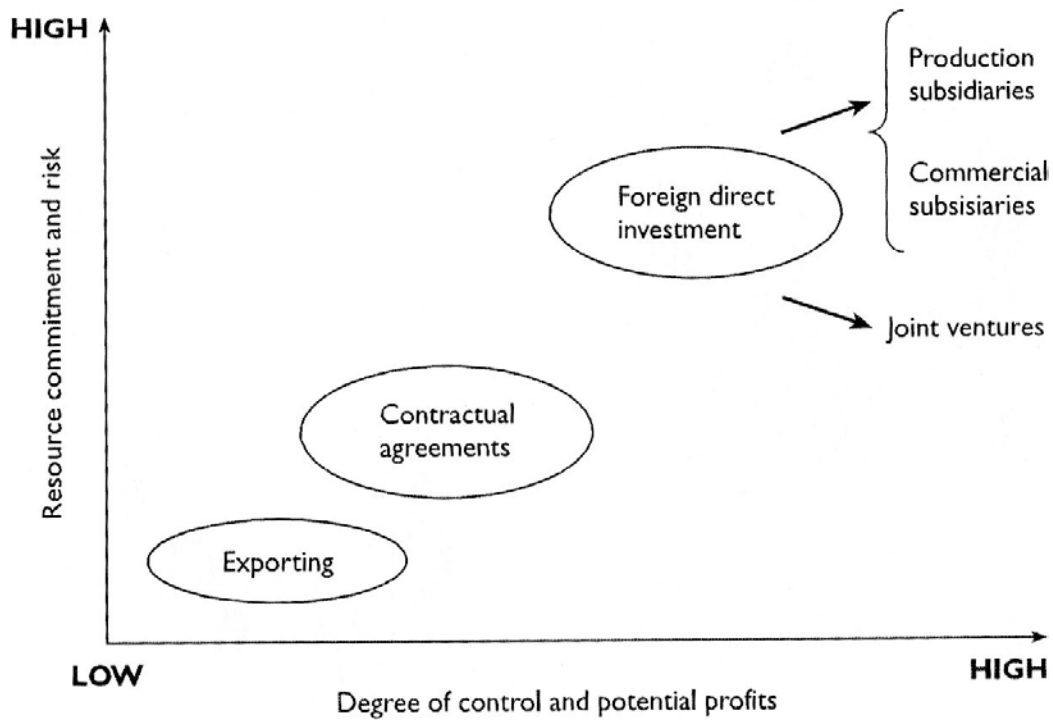 HIGH
Resource commitment and risk
Production
subsidiaries
Commercial
subsisiaries
Foreign direct
investment
Joint ventures
Contractual
agreements
Exporting
LOW
HIGH
Degree of control and potential profits